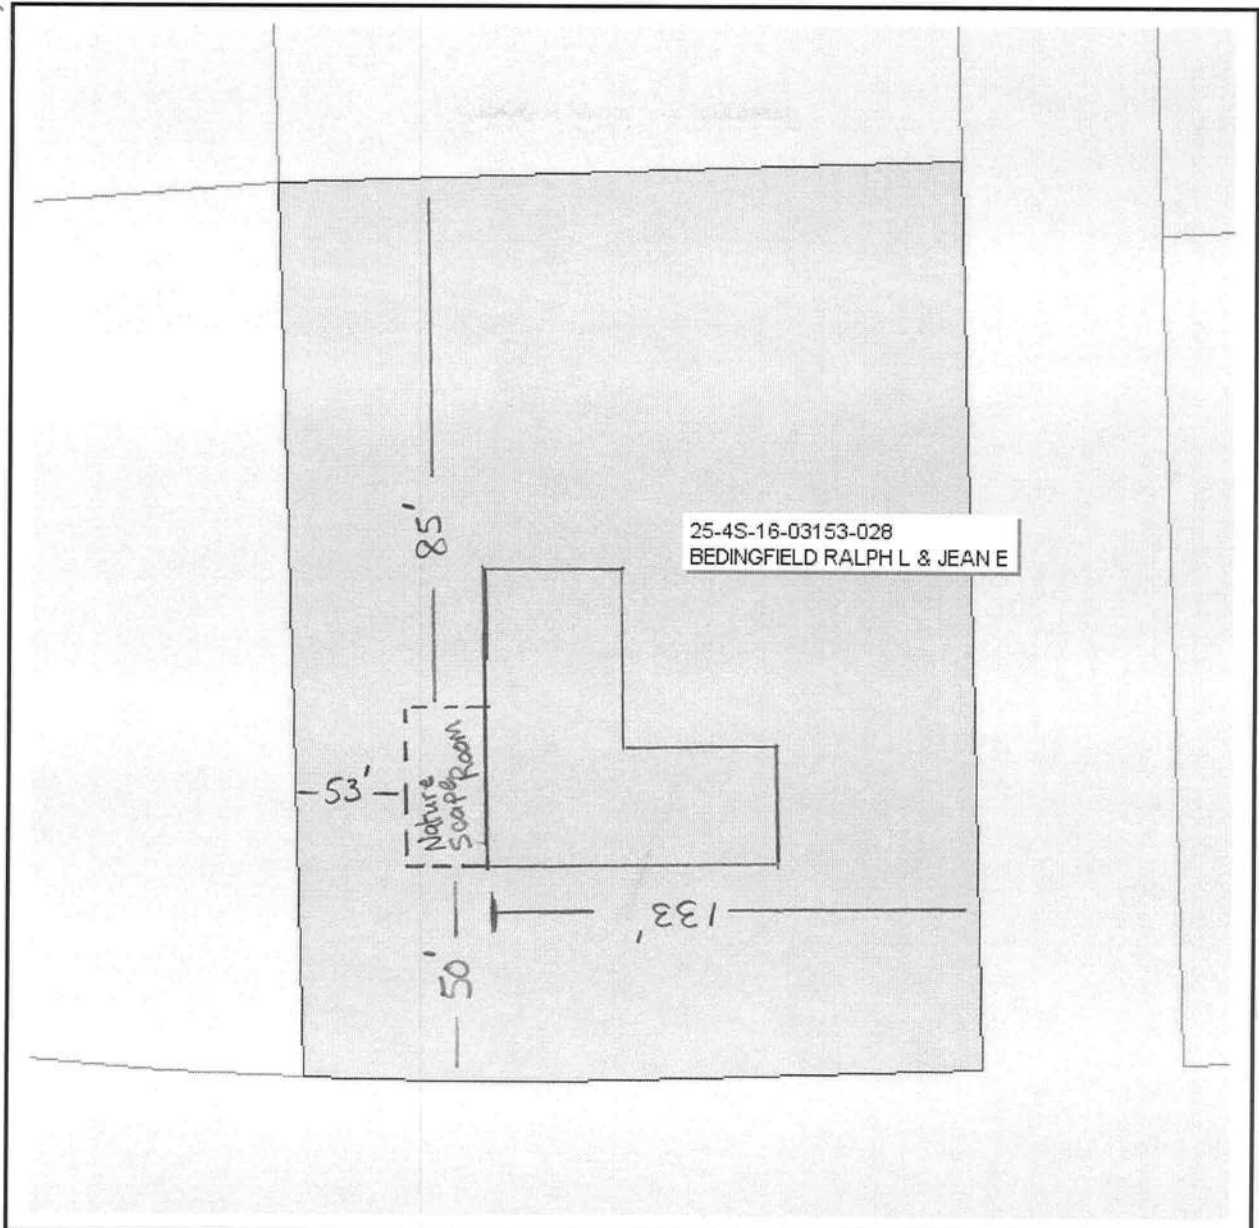 85'
25-4S-16-03153-028
BEDINGFIELD RALPH L & JEAN E
Nature
Scape Room
53'
133'
50'